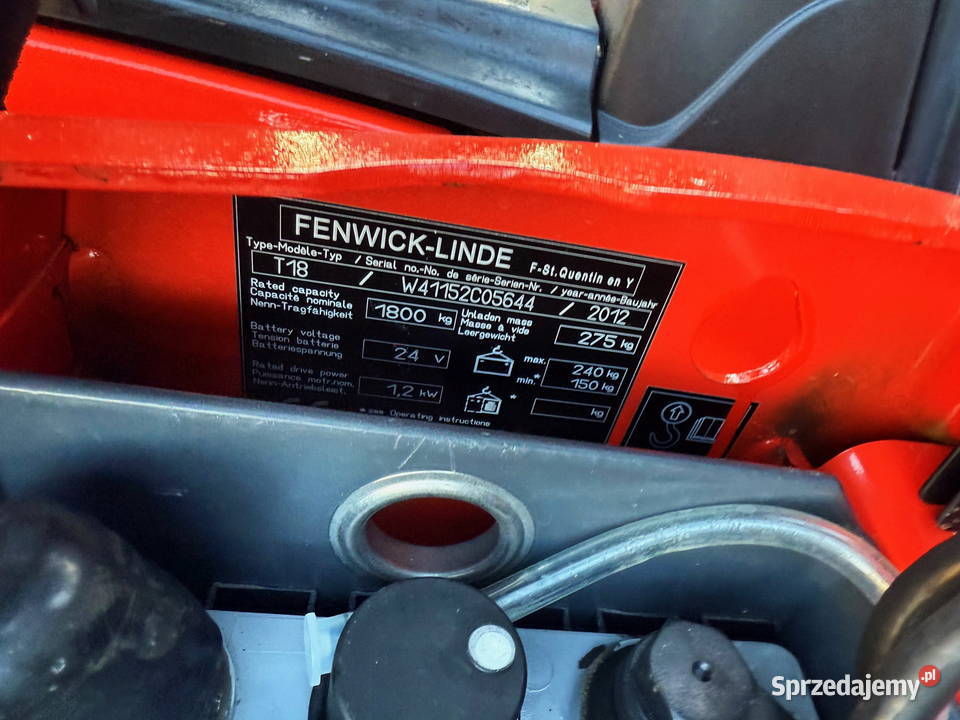 FENWICK-LINDE F-St.Quentin en Y
Type-Modèle-Typ / Serial no.-No. de série-Serien-Nr. / year-année-Baujahr
T18 / W41152C05644 / 2012
Rated capacity
Capacité nominale
Nenn-Tragfähigkeit
1800 kg
Unladen mass
Masse à vide
Leergewicht
275 kg
Battery voltage
Tension batterie
Batteriespannung
24 V
max. 240 kg
min.* 150 kg
Rated drive power
Puissance motr.nom.
Nenn-Antriebsleist.
1,2 kW
* kg
* see Operating instructions
Sprzedajemy.pl